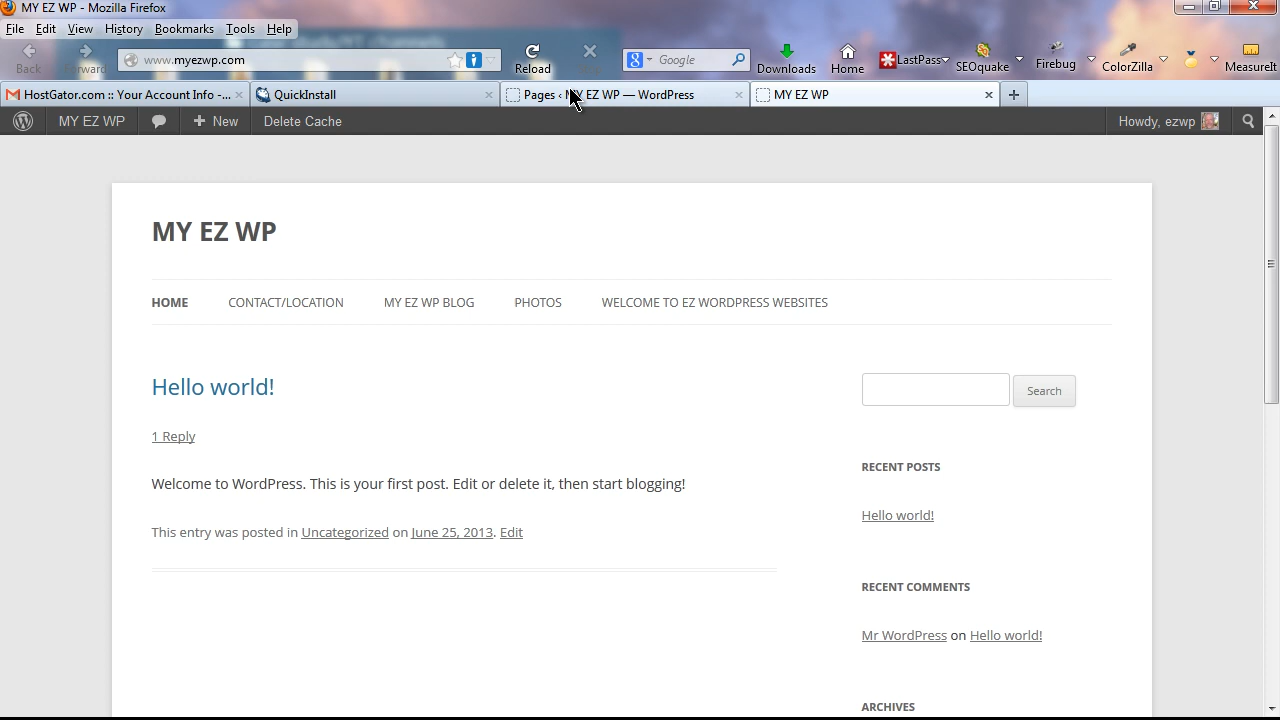 MY EZ WP - Mozilla Firefox
File Edit View History Bookmarks Tools Help
Back Forward www.myezwp.com Reload Google Downloads Home LastPass SEOquake Firebug ColorZilla MeasureIt
HostGator.com :: Your Account Info -... QuickInstall Pages ‹ MY EZ WP — WordPress MY EZ WP
MY EZ WP New Delete Cache Howdy, ezwp
MY EZ WP
HOME CONTACT/LOCATION MY EZ WP BLOG PHOTOS WELCOME TO EZ WORDPRESS WEBSITES
Hello world!
1 Reply
Welcome to WordPress. This is your first post. Edit or delete it, then start blogging!
This entry was posted in Uncategorized on June 25, 2013. Edit
Search
RECENT POSTS
Hello world!
RECENT COMMENTS
Mr WordPress on Hello world!
ARCHIVES